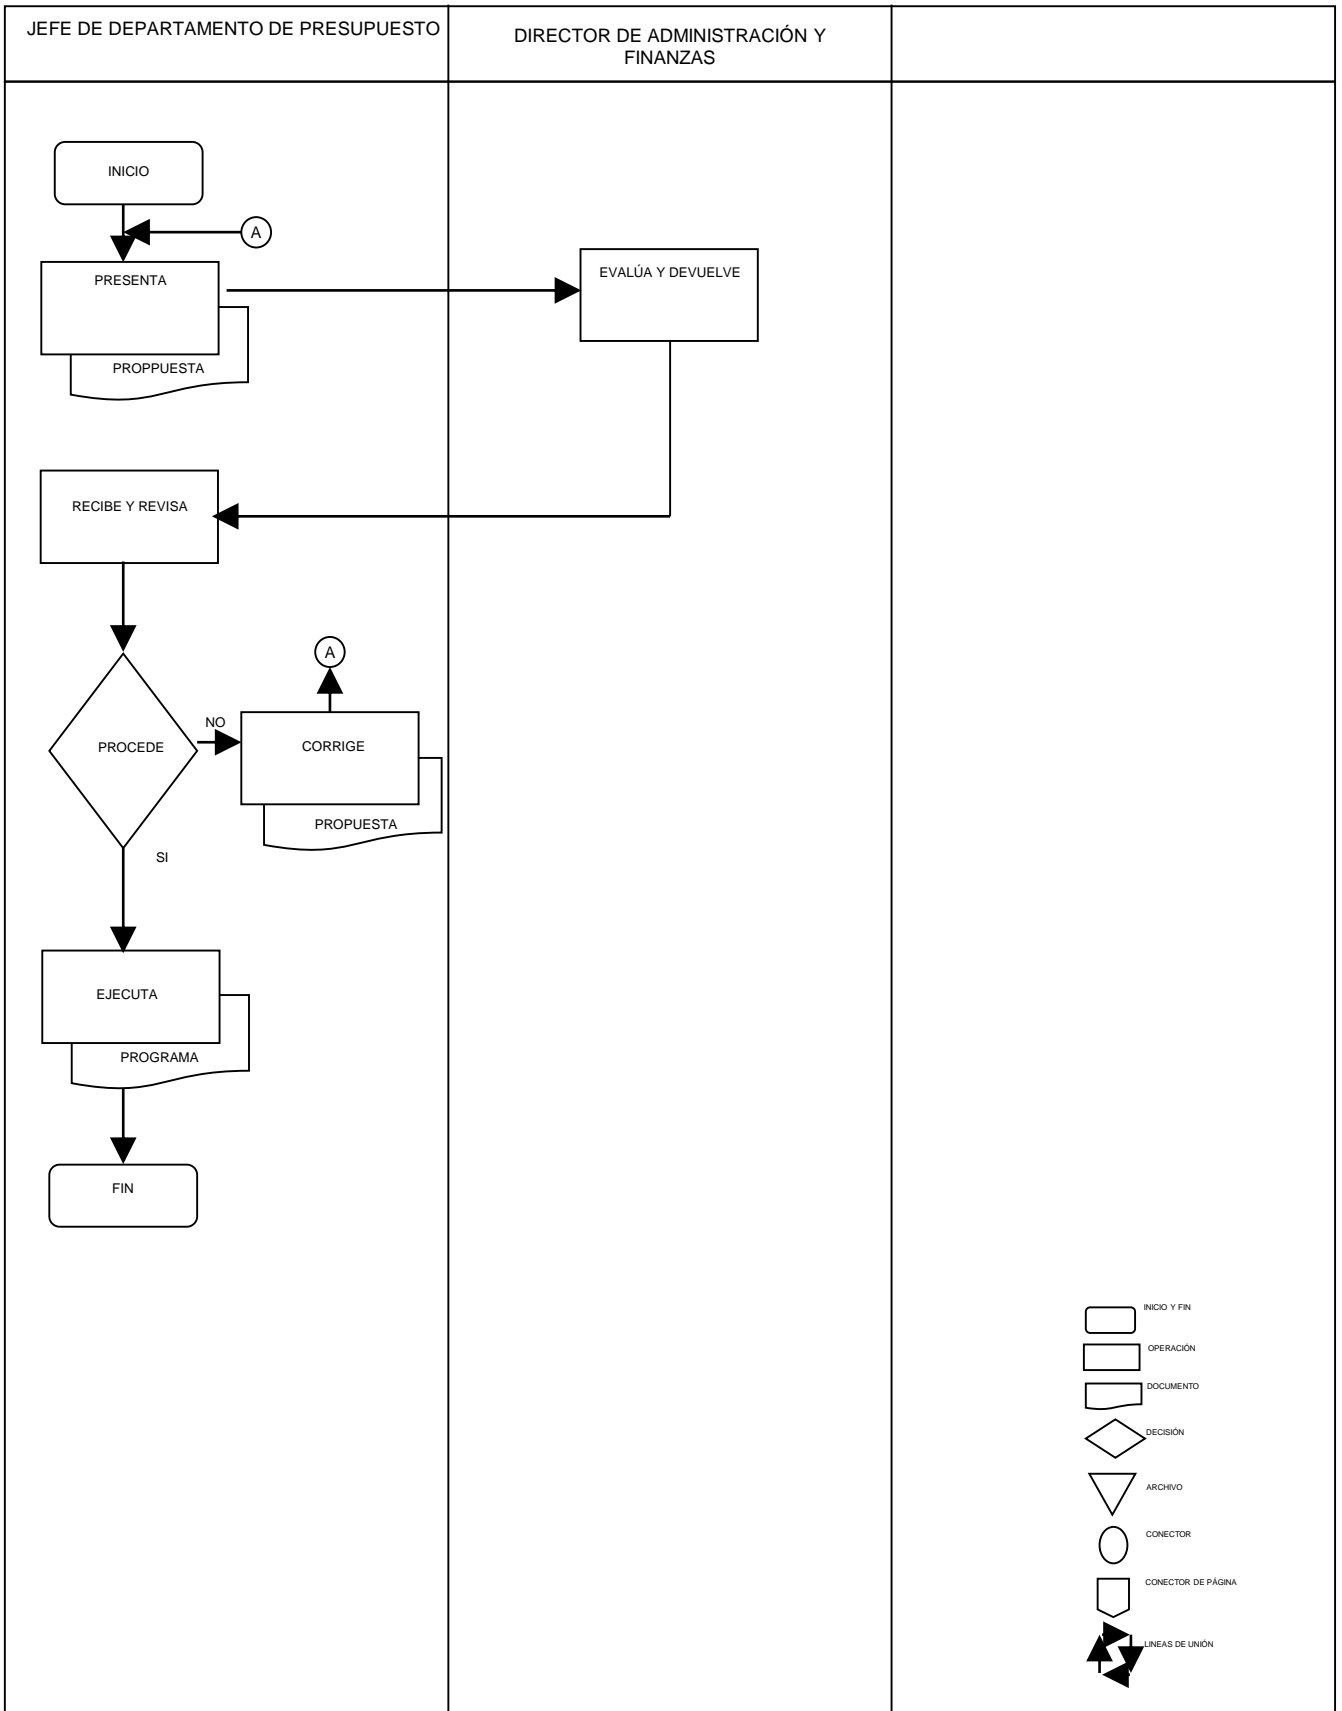 JEFE DE DEPARTAMENTO DE PRESUPUESTO
DIRECTOR DE ADMINISTRACIÓN Y
FINANZAS
INICIO
A
PRESENTA
PROPPUESTA
EVALÚA Y DEVUELVE
RECIBE Y REVISA
A
PROCEDE
NO
CORRIGE
PROPUESTA
SI
EJECUTA
PROGRAMA
FIN
INICIO Y FIN
OPERACIÓN
DOCUMENTO
DECISIÓN
ARCHIVO
CONECTOR
CONECTOR DE PÁGINA
LINEAS DE UNIÓN